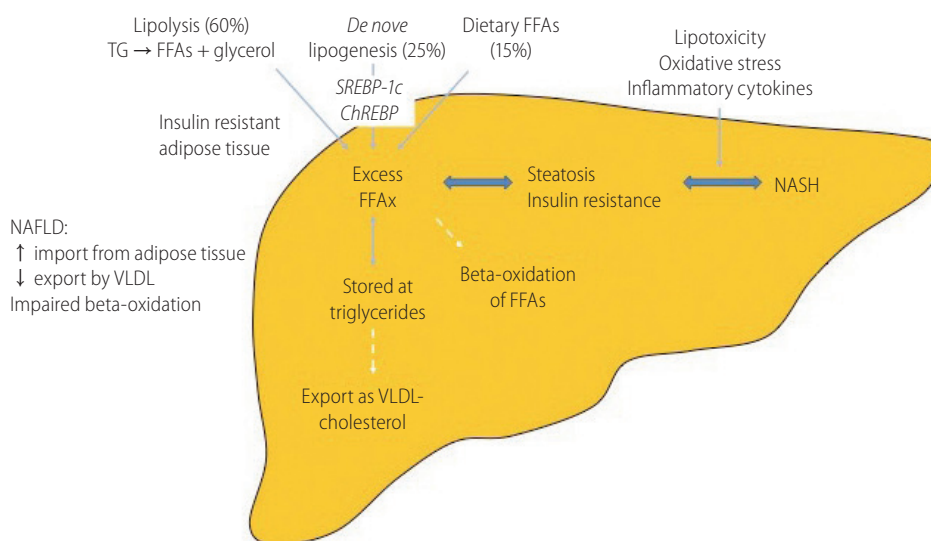 Lipolysis (60%)
TG → FFAs + glycerol
De nove
lipogenesis (25%)
Dietary FFAs
(15%)
SREBP-1c
ChREBP
Lipotoxicity
Oxidative stress
Inflammatory cytokines
Insulin resistant
adipose tissue
Excess
FFAx
Steatosis
Insulin resistance
NASH
NAFLD:
↑ import from adipose tissue
↓ export by VLDL
Impaired beta-oxidation
Stored at
triglycerides
Beta-oxidation
of FFAs
Export as VLDL-
cholesterol